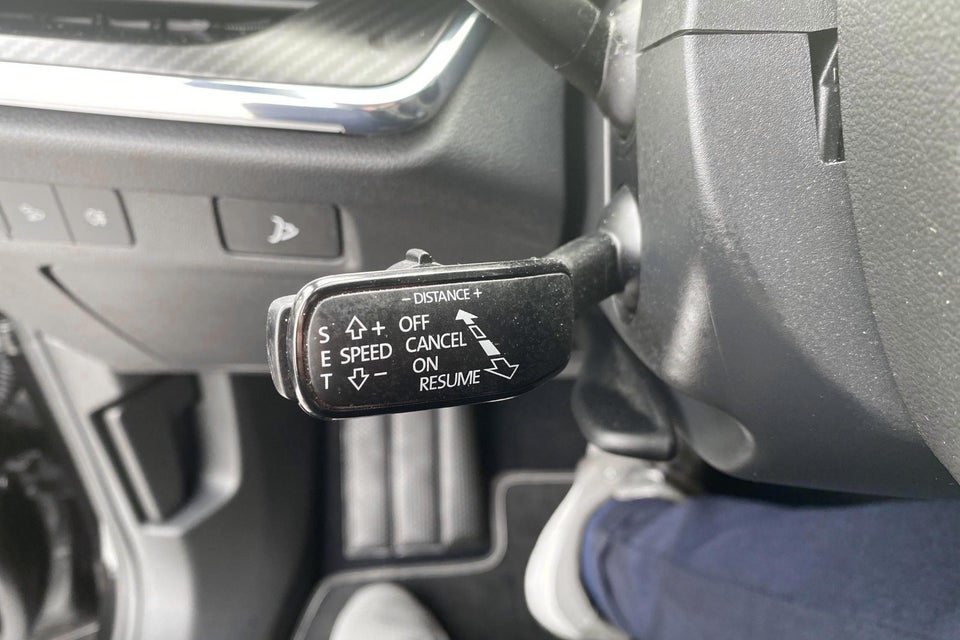 - DISTANCE +
S
E
T
+
SPEED
-
OFF
CANCEL
ON
RESUME